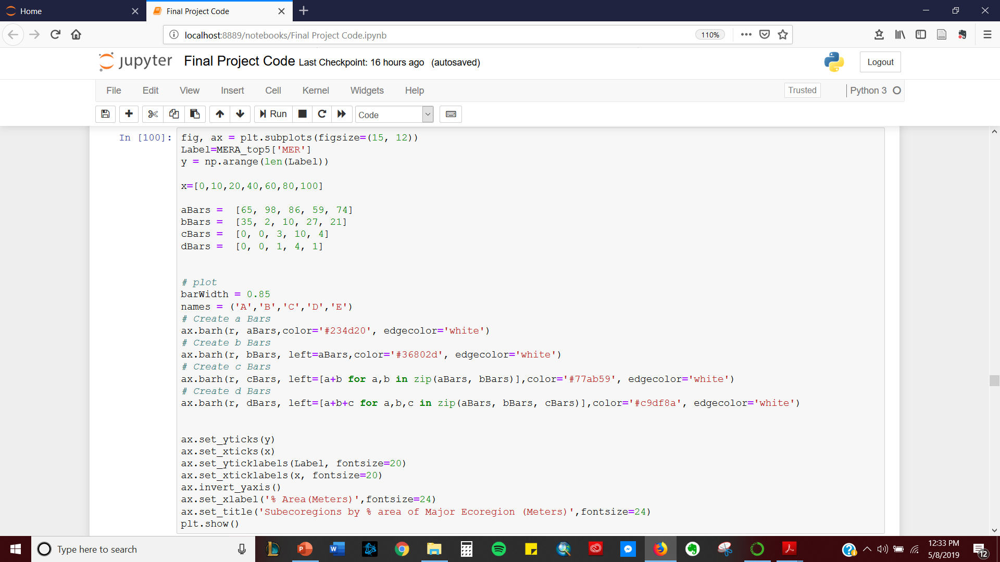 Home
Final Project Code
localhost:8889/notebooks/Final Project Code.ipynb
110%
jupyter Final Project Code Last Checkpoint: 16 hours ago (autosaved)
Logout
File Edit View Insert Cell Kernel Widgets Help
Trusted
Python 3
Run
Code
In [100]:
fig, ax = plt.subplots(figsize=(15, 12))
Label=MERA_top5['MER']
y = np.arange(len(Label))
x=[0,10,20,40,60,80,100]
aBars =  [65, 98, 86, 59, 74]
bBars =  [35, 2, 10, 27, 21]
cBars =  [0, 0, 3, 10, 4]
dBars =  [0, 0, 1, 4, 1]
# plot
barWidth = 0.85
names = ('A','B','C','D','E')
# Create a Bars
ax.barh(r, aBars,color='#234d20', edgecolor='white')
# Create b Bars
ax.barh(r, bBars, left=aBars,color='#36802d', edgecolor='white')
# Create c Bars
ax.barh(r, cBars, left=[a+b for a,b in zip(aBars, bBars)],color='#77ab59', edgecolor='white')
# Create d Bars
ax.barh(r, dBars, left=[a+b+c for a,b,c in zip(aBars, bBars, cBars)],color='#c9df8a', edgecolor='white')
ax.set_yticks(y)
ax.set_xticks(x)
ax.set_yticklabels(Label, fontsize=20)
ax.set_xticklabels(x, fontsize=20)
ax.invert_yaxis()
ax.set_xlabel('% Area(Meters)',fontsize=24)
ax.set_title('Subecoregions by % area of Major Ecoregion (Meters)',fontsize=24)
plt.show()
Type here to search
12:33 PM
5/8/2019
12